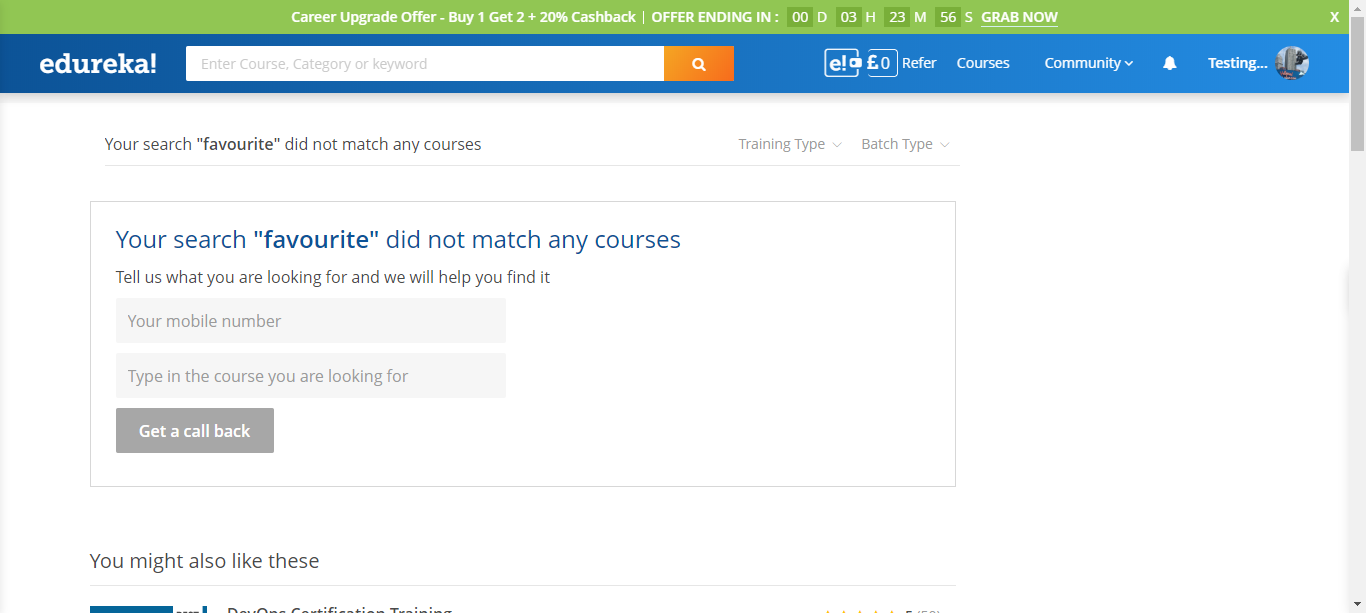 Career Upgrade Offer - Buy 1 Get 2 + 20% Cashback | OFFER ENDING IN : 00 D 03 H 23 M 56 S GRAB NOW X
edureka! Enter Course, Category or keyword e! £0 Refer Courses Community Testing...
Your search "favourite" did not match any courses Training Type Batch Type
Your search "favourite" did not match any courses
Tell us what you are looking for and we will help you find it
Your mobile number
Type in the course you are looking for
Get a call back
You might also like these
DevOps Certification Training